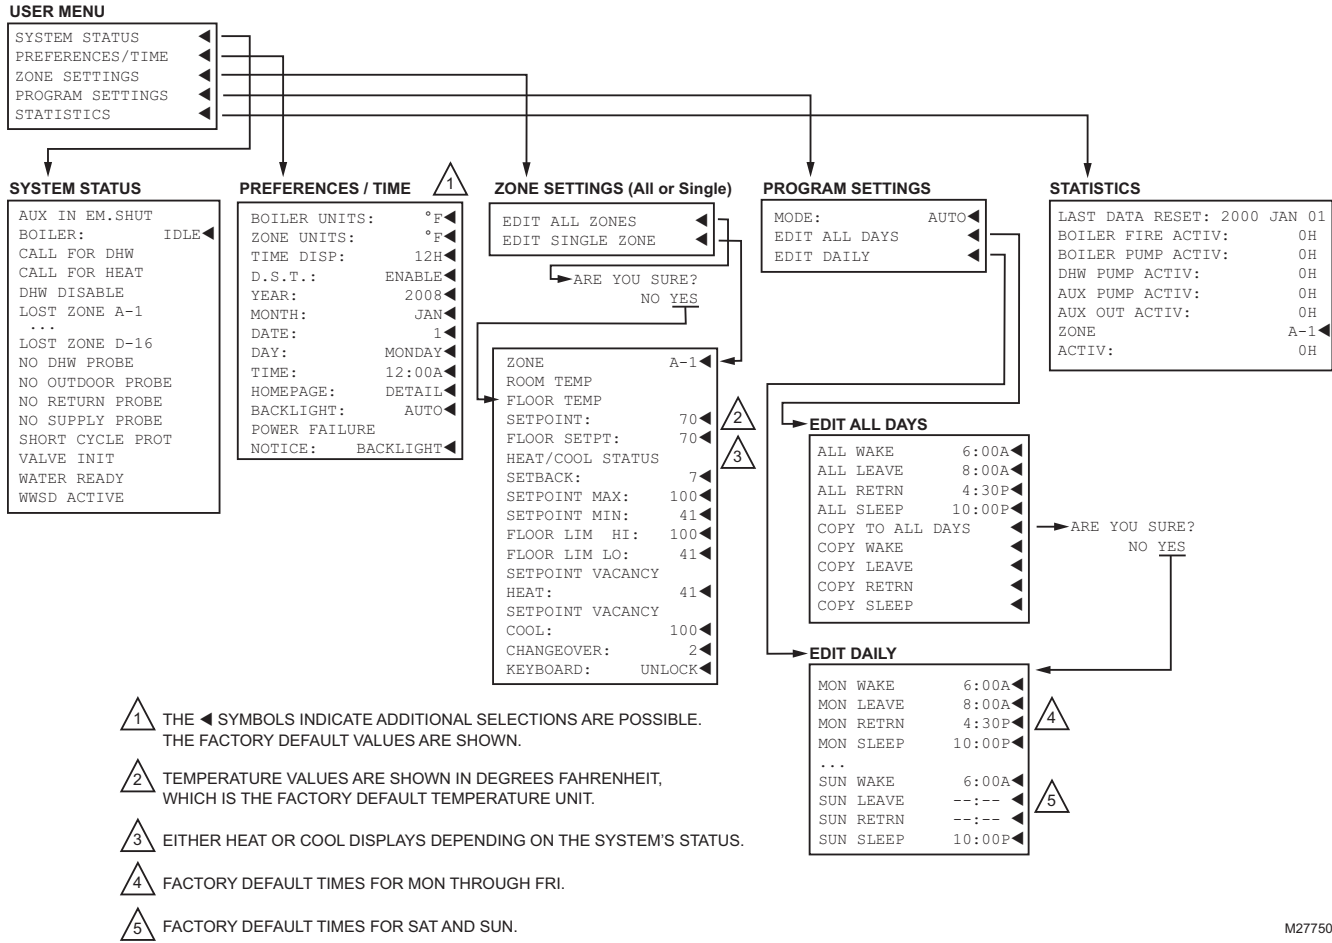 USER MENU
SYSTEM STATUS ◀
PREFERENCES/TIME ◀
ZONE SETTINGS ◀
PROGRAM SETTINGS ◀
STATISTICS ◀
SYSTEM STATUS
AUX IN EM.SHUT
BOILER: IDLE◀
CALL FOR DHW
CALL FOR HEAT
DHW DISABLE
LOST ZONE A-1
...
LOST ZONE D-16
NO DHW PROBE
NO OUTDOOR PROBE
NO RETURN PROBE
NO SUPPLY PROBE
SHORT CYCLE PROT
VALVE INIT
WATER READY
WWSD ACTIVE
PREFERENCES / TIME
1
BOILER UNITS: °F◀
ZONE UNITS: °F◀
TIME DISP: 12H◀
D.S.T.: ENABLE◀
YEAR: 2008◀
MONTH: JAN◀
DATE: 1◀
DAY: MONDAY◀
TIME: 12:00A◀
HOMEPAGE: DETAIL◀
BACKLIGHT: AUTO◀
POWER FAILURE
NOTICE: BACKLIGHT◀
ZONE SETTINGS (All or Single)
EDIT ALL ZONES ◀
EDIT SINGLE ZONE ◀
ARE YOU SURE?
NO YES
ZONE A-1◀
ROOM TEMP
FLOOR TEMP
SETPOINT: 70◀
2
FLOOR SETPT: 70◀
3
HEAT/COOL STATUS
SETBACK: 7◀
SETPOINT MAX: 100◀
SETPOINT MIN: 41◀
FLOOR LIM HI: 100◀
FLOOR LIM LO: 41◀
SETPOINT VACANCY
HEAT: 41◀
SETPOINT VACANCY
COOL: 100◀
CHANGEOVER: 2◀
KEYBOARD: UNLOCK◀
PROGRAM SETTINGS
MODE: AUTO◀
EDIT ALL DAYS ◀
EDIT DAILY ◀
EDIT ALL DAYS
ALL WAKE 6:00A◀
ALL LEAVE 8:00A◀
ALL RETRN 4:30P◀
ALL SLEEP 10:00P◀
COPY TO ALL DAYS ◀
COPY WAKE ◀
COPY LEAVE ◀
COPY RETRN ◀
COPY SLEEP ◀
ARE YOU SURE?
NO YES
EDIT DAILY
MON WAKE 6:00A◀
MON LEAVE 8:00A◀
MON RETRN 4:30P◀
MON SLEEP 10:00P◀
4
...
SUN WAKE 6:00A◀
SUN LEAVE --:-- ◀
SUN RETRN --:-- ◀
SUN SLEEP 10:00P◀
5
STATISTICS
LAST DATA RESET: 2000 JAN 01
BOILER FIRE ACTIV: 0H
BOILER PUMP ACTIV: 0H
DHW PUMP ACTIV: 0H
AUX PUMP ACTIV: 0H
AUX OUT ACTIV: 0H
ZONE A-1◀
ACTIV: 0H
1 THE ◀ SYMBOLS INDICATE ADDITIONAL SELECTIONS ARE POSSIBLE.
THE FACTORY DEFAULT VALUES ARE SHOWN.
2 TEMPERATURE VALUES ARE SHOWN IN DEGREES FAHRENHEIT,
WHICH IS THE FACTORY DEFAULT TEMPERATURE UNIT.
3 EITHER HEAT OR COOL DISPLAYS DEPENDING ON THE SYSTEM'S STATUS.
4 FACTORY DEFAULT TIMES FOR MON THROUGH FRI.
5 FACTORY DEFAULT TIMES FOR SAT AND SUN.
M27750